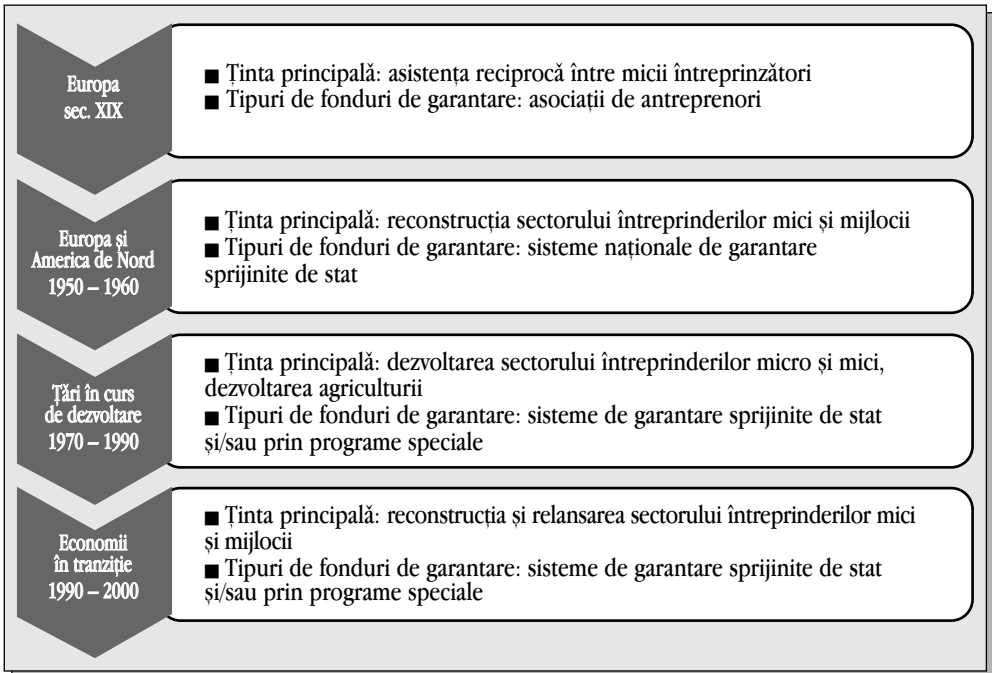 Europa
sec. XIX
■ Ținta principală: asistența reciprocă între micii întreprinzători
■ Tipuri de fonduri de garantare: asociații de antreprenori
Europa și
America de Nord
1950 – 1960
■ Ținta principală: reconstrucția sectorului întreprinderilor mici și mijlocii
■ Tipuri de fonduri de garantare: sisteme naționale de garantare
sprijinite de stat
Țări în curs
de dezvoltare
1970 – 1990
■ Ținta principală: dezvoltarea sectorului întreprinderilor micro și mici,
dezvoltarea agriculturii
■ Tipuri de fonduri de garantare: sisteme de garantare sprijinite de stat
și/sau prin programe speciale
Economii
în tranziție
1990 – 2000
■ Ținta principală: reconstrucția și relansarea sectorului întreprinderilor mici
și mijlocii
■ Tipuri de fonduri de garantare: sisteme de garantare sprijinite de stat
și/sau prin programe speciale